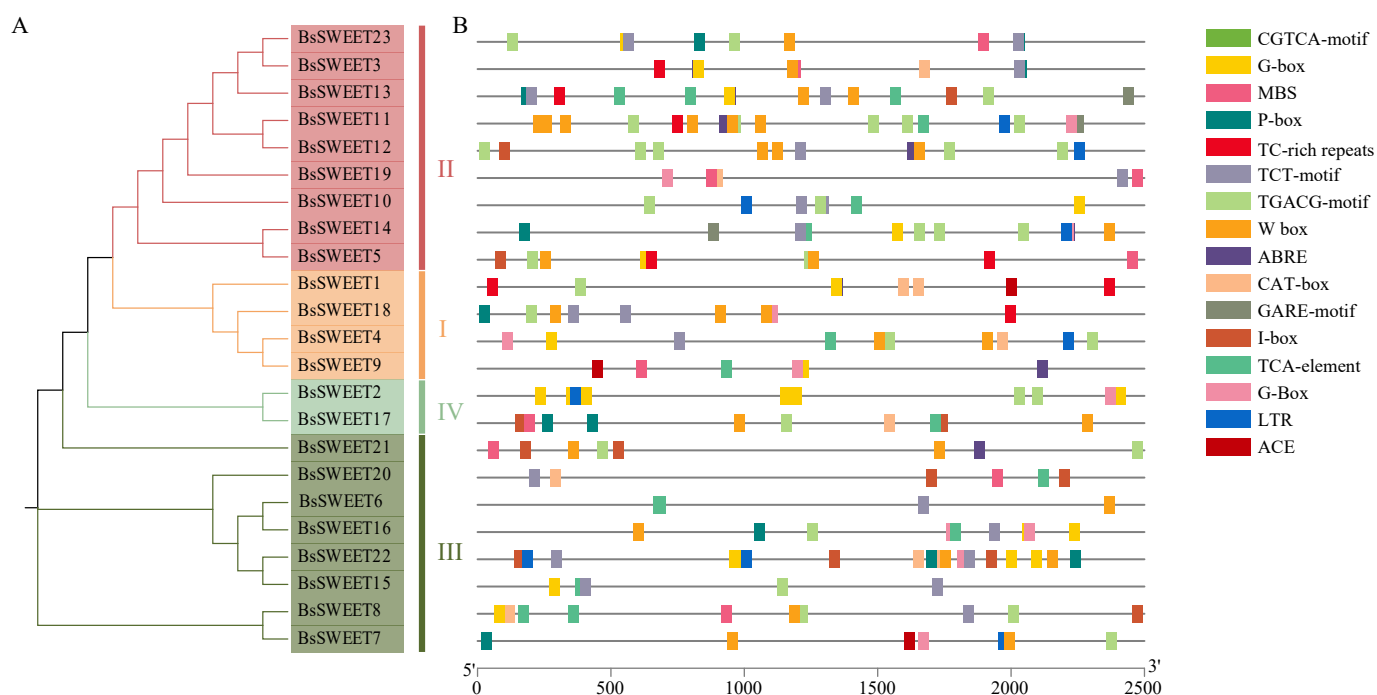 A
B
BsSWEET23
BsSWEET3
BsSWEET13
BsSWEET11
BsSWEET12
BsSWEET19
BsSWEET10
BsSWEET14
BsSWEET5
BsSWEET1
BsSWEET18
BsSWEET4
BsSWEET9
BsSWEET2
BsSWEET17
BsSWEET21
BsSWEET20
BsSWEET6
BsSWEET16
BsSWEET22
BsSWEET15
BsSWEET8
BsSWEET7
II
I
IV
III
5'
3'
0
500
1000
1500
2000
2500
CGTCA-motif
G-box
MBS
P-box
TC-rich repeats
TCT-motif
TGACG-motif
W box
ABRE
CAT-box
GARE-motif
I-box
TCA-element
G-Box
LTR
ACE